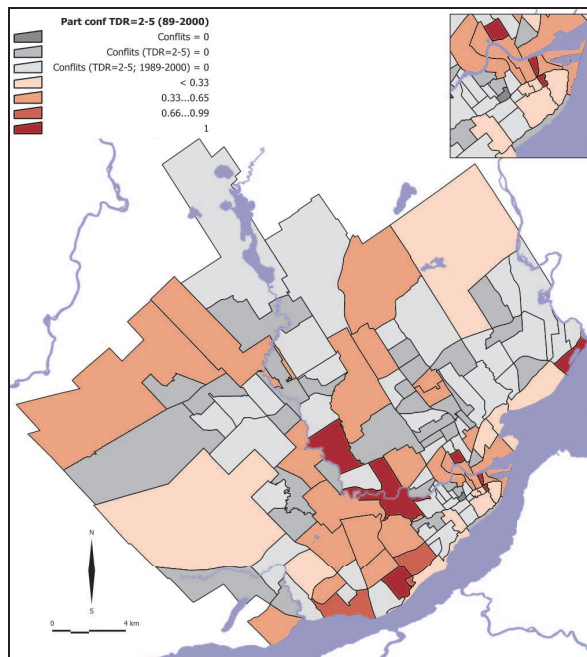 Part conf TDR=2-5 (89-2000)
Conflits = 0
Conflits (TDR=2-5) = 0
Conflits (TDR=2-5; 1989-2000) = 0
< 0.33
0.33...0.65
0.66...0.99
1
N
S
0 4 km